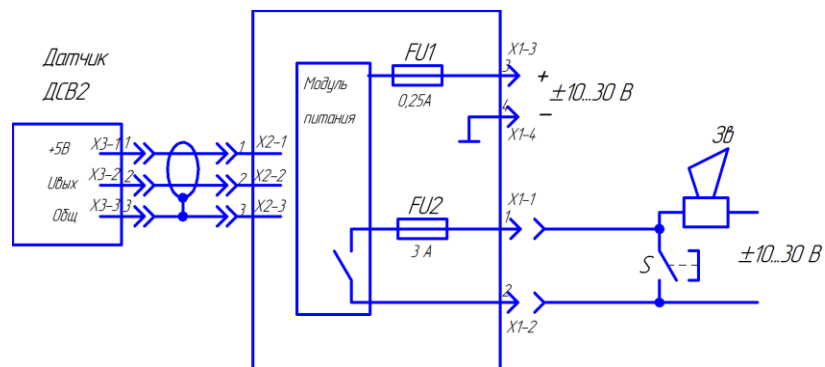 Датчик
ДСВ2
+5В
Uвых
Общ
X3-1 1
X3-2 2
X3-3 3
1 X2-1
2 X2-2
3 X2-3
Модуль
питания
FU1
0,25А
X1-3
3
+
±10...30 В
4
−
X1-4
FU2
3 А
X1-1
1
2
X1-2
Зв
S
±10...30 В